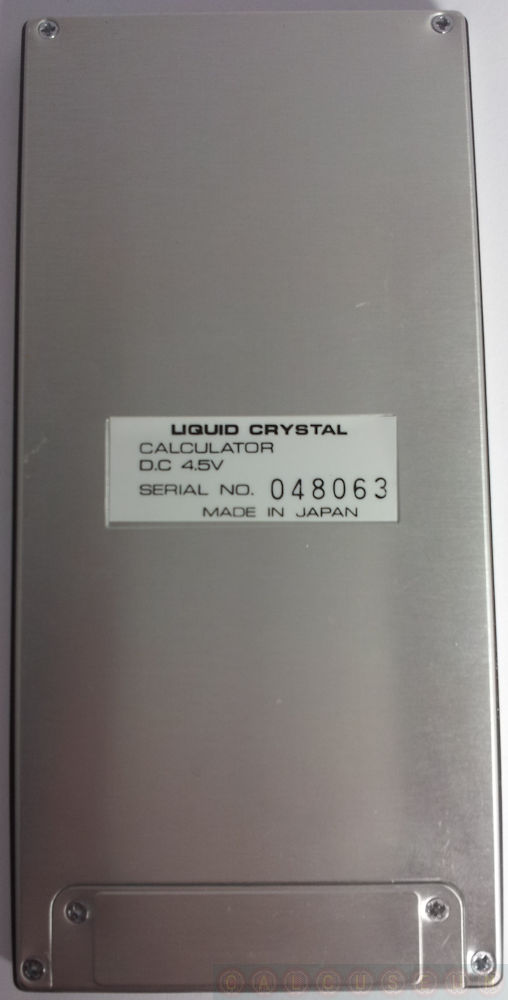 LIQUID CRYSTAL
CALCULATOR
D.C 4.5V
SERIAL NO. 048063
MADE IN JAPAN